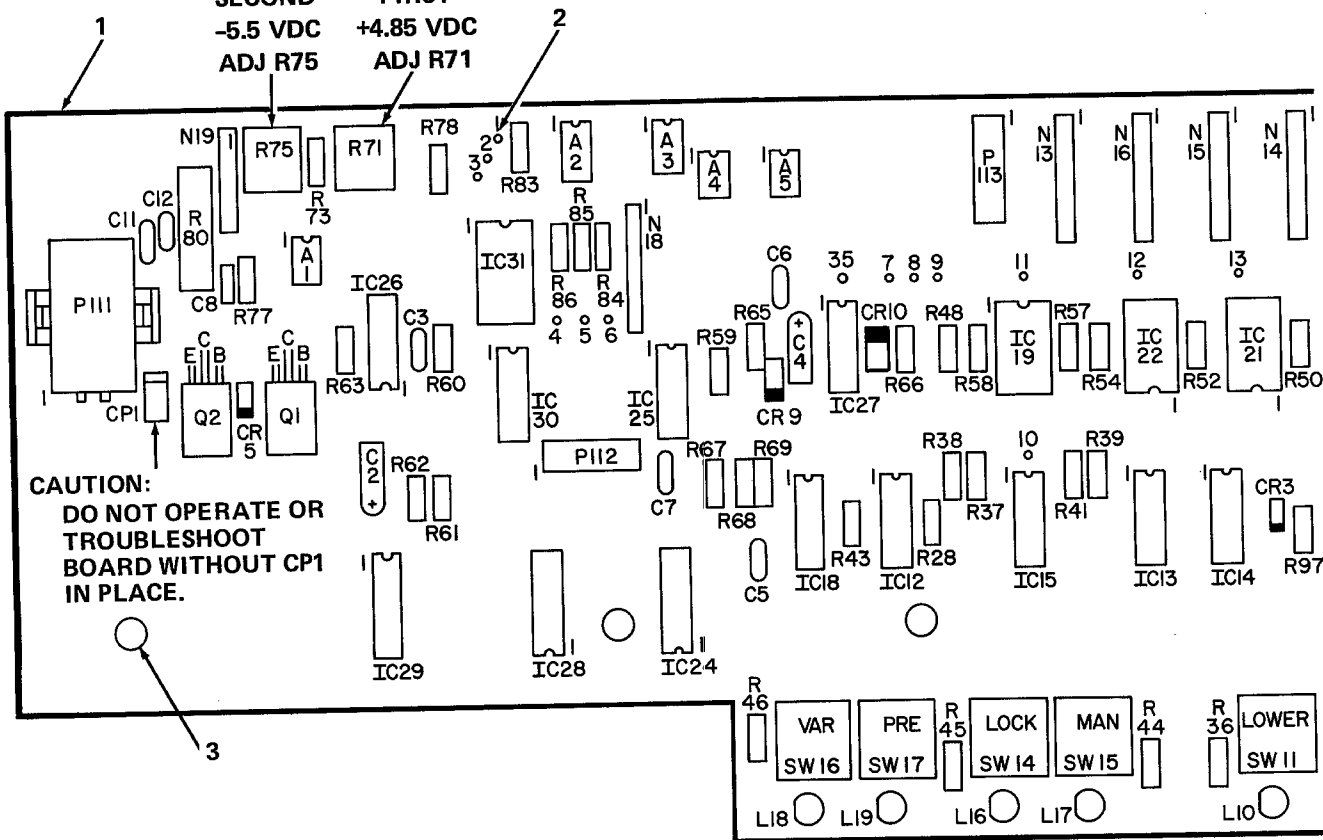 SECOND FIRST
-5.5 VDC +4.85 VDC
ADJ R75 ADJ R71
1
2
N19
R75
R71
R78
2
3
R83
A2
A3
A4
A5
P113
N13
N16
N15
N14
C11
C12
R80
R73
A1
IC31
R85
N18
R86
R84
4 5 6
C6
35 7 8 9 11 12 13
P111
C8
R77
IC26
C3
R63
R60
R65
R59
+C4
CR9
IC27
CR10
R66
R48
R58
IC19
R57
R54
IC22
R52
IC21
R50
CP1
E C B
Q2
CR5
E C B
Q1
IC30
IC25
P112
C2+
R62
R61
C7
R67
R69
R68
IC18
R43
IC12
R28
R38
R37
10
IC15
R39
R41
IC13
IC14
CR3
R97
CAUTION:
DO NOT OPERATE OR
TROUBLESHOOT
BOARD WITHOUT CP1
IN PLACE.
C5
IC29
IC28
IC24
3
R46
VAR
SW16
PRE
SW17
R45
LOCK
SW14
MAN
SW15
R44
R36
LOWER
SW11
L18
L19
L16
L17
L10